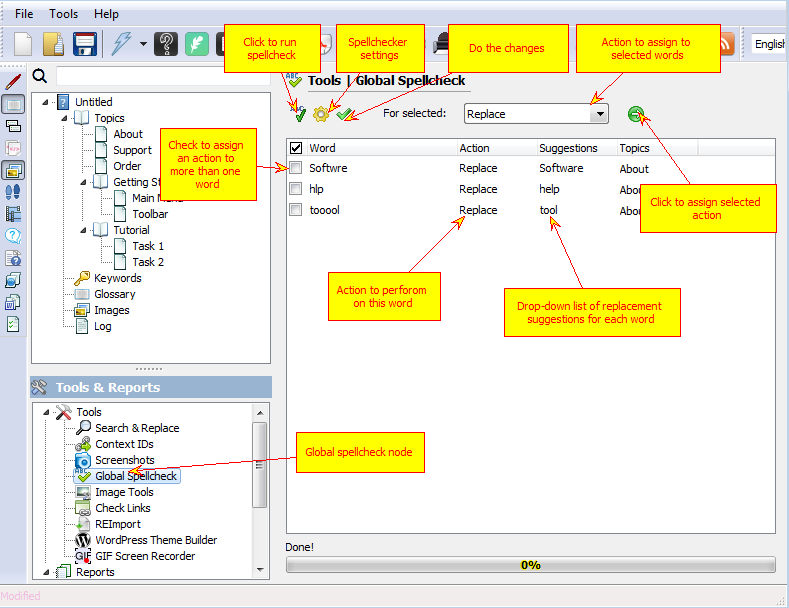 File Tools Help
Click to run
spellcheck
Spellchecker
settings
Do the changes
Action to assign to
selected words
English
ABC
Tools | Global Spellcheck
For selected: Replace
Untitled
Topics
About
Support
Order
Getting St
Main Menu
Toolbar
Tutorial
Task 1
Task 2
Keywords
Glossary
Images
Log
Check to assign
an action to
more than one
word
Word Action Suggestions Topics
Softwre Replace Software About
hlp Replace help Abou
tooool Replace tool Abou
Click to assign selected
action
Action to perforom
on this word
Drop-down list of replacement
suggestions for each word
Tools & Reports
Tools
Search & Replace
Context IDs
Screenshots
Global Spellcheck
Image Tools
Check Links
REImport
WordPress Theme Builder
GIF GIF Screen Recorder
Reports
Global spellcheck node
Done!
0%
Modified